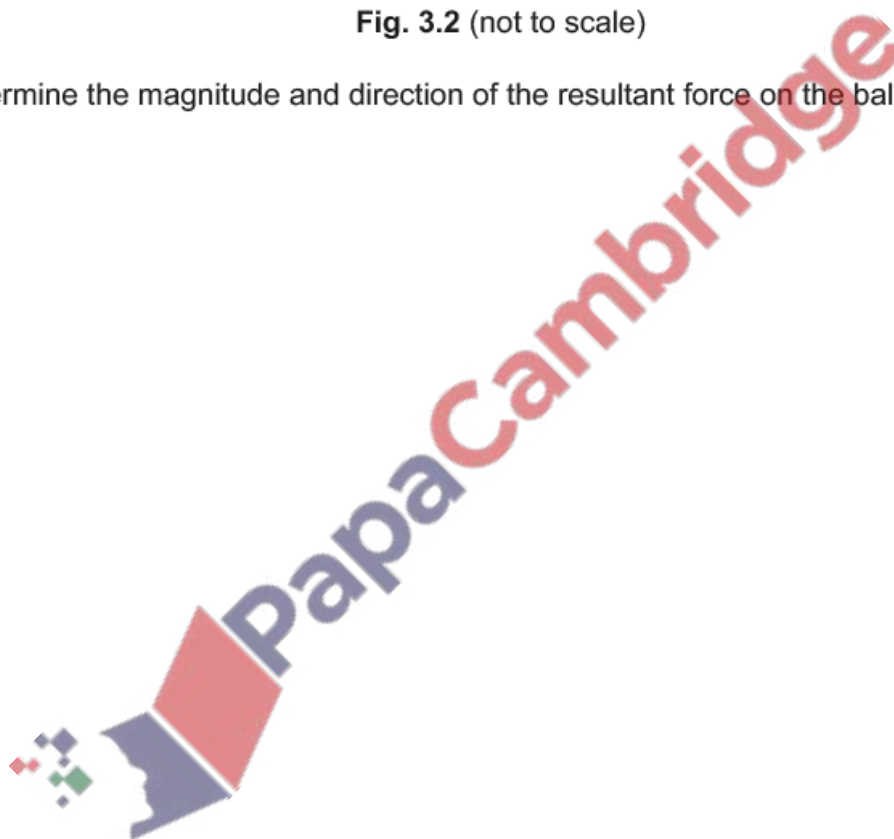 Fig. 3.2 (not to scale)
ermine the magnitude and direction of the resultant force on the bal
PapaCambridge